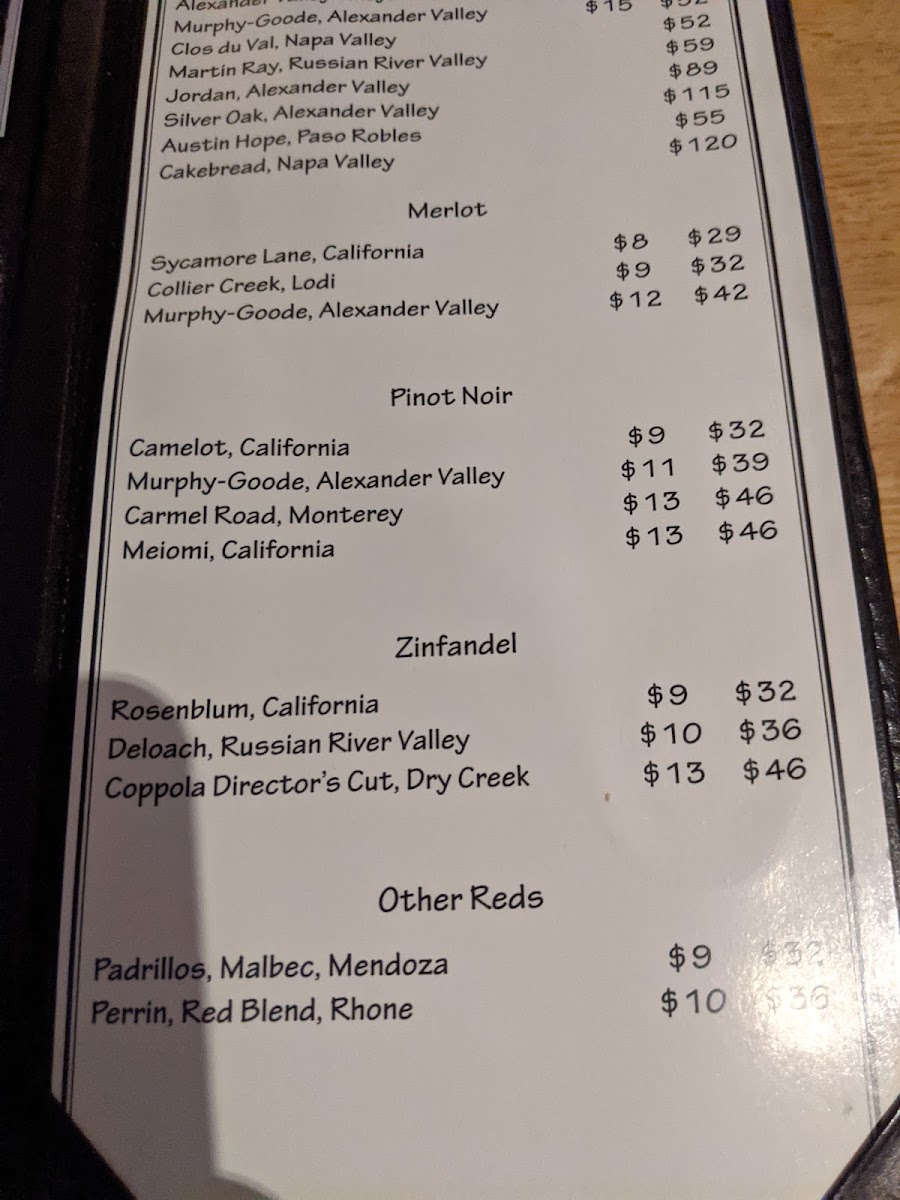 Alexander
Murphy-Goode, Alexander Valley $15 $52
Clos du Val, Napa Valley $52
Martin Ray, Russian River Valley $59
Jordan, Alexander Valley $89
Silver Oak, Alexander Valley $115
Austin Hope, Paso Robles $55
Cakebread, Napa Valley $120
Merlot
Sycamore Lane, California $8 $29
Collier Creek, Lodi $9 $32
Murphy-Goode, Alexander Valley $12 $42
Pinot Noir
Camelot, California $9 $32
Murphy-Goode, Alexander Valley $11 $39
Carmel Road, Monterey $13 $46
Meiomi, California $13 $46
Zinfandel
Rosenblum, California $9 $32
Deloach, Russian River Valley $10 $36
Coppola Director's Cut, Dry Creek $13 $46
Other Reds
Padrillos, Malbec, Mendoza $9 $32
Perrin, Red Blend, Rhone $10 $36